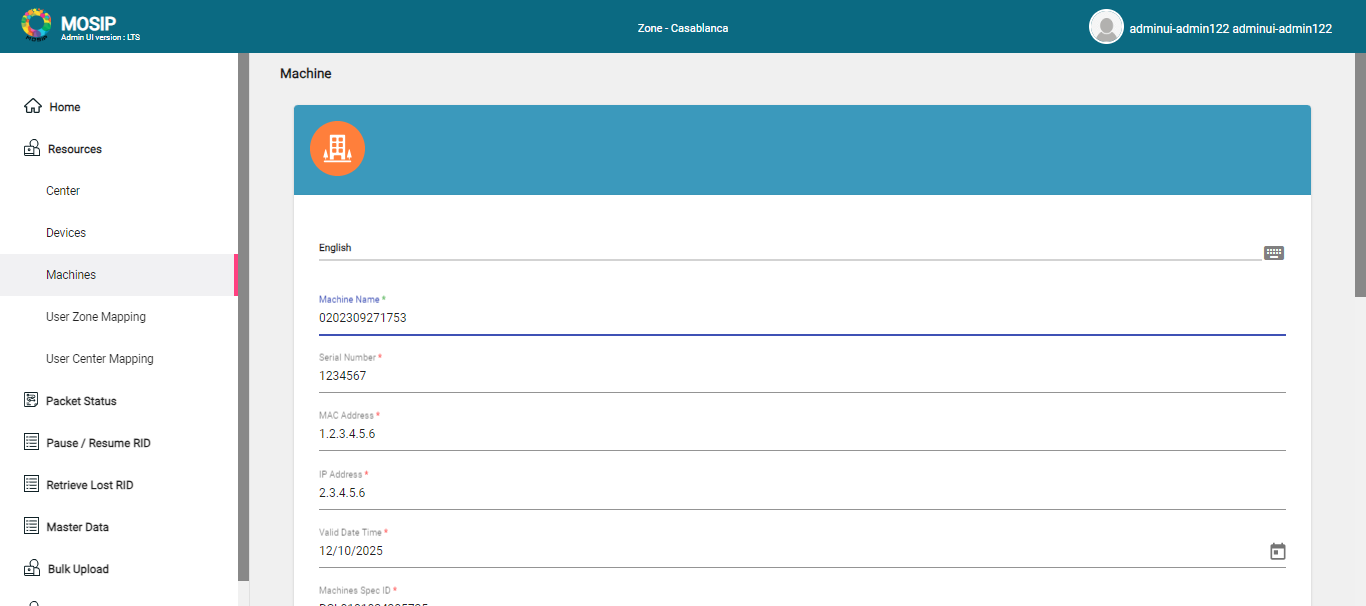 MOSIP
Admin UI version : LTS
Zone - Casablanca
adminui-admin122 adminui-admin122
Home
Resources
Center
Devices
Machines
User Zone Mapping
User Center Mapping
Packet Status
Pause / Resume RID
Retrieve Lost RID
Master Data
Bulk Upload
Machine
English
Machine Name *
0202309271753
Serial Number *
1234567
MAC Address *
1.2.3.4.5.6
IP Address *
2.3.4.5.6
Valid Date Time *
12/10/2025
Machines Spec ID *